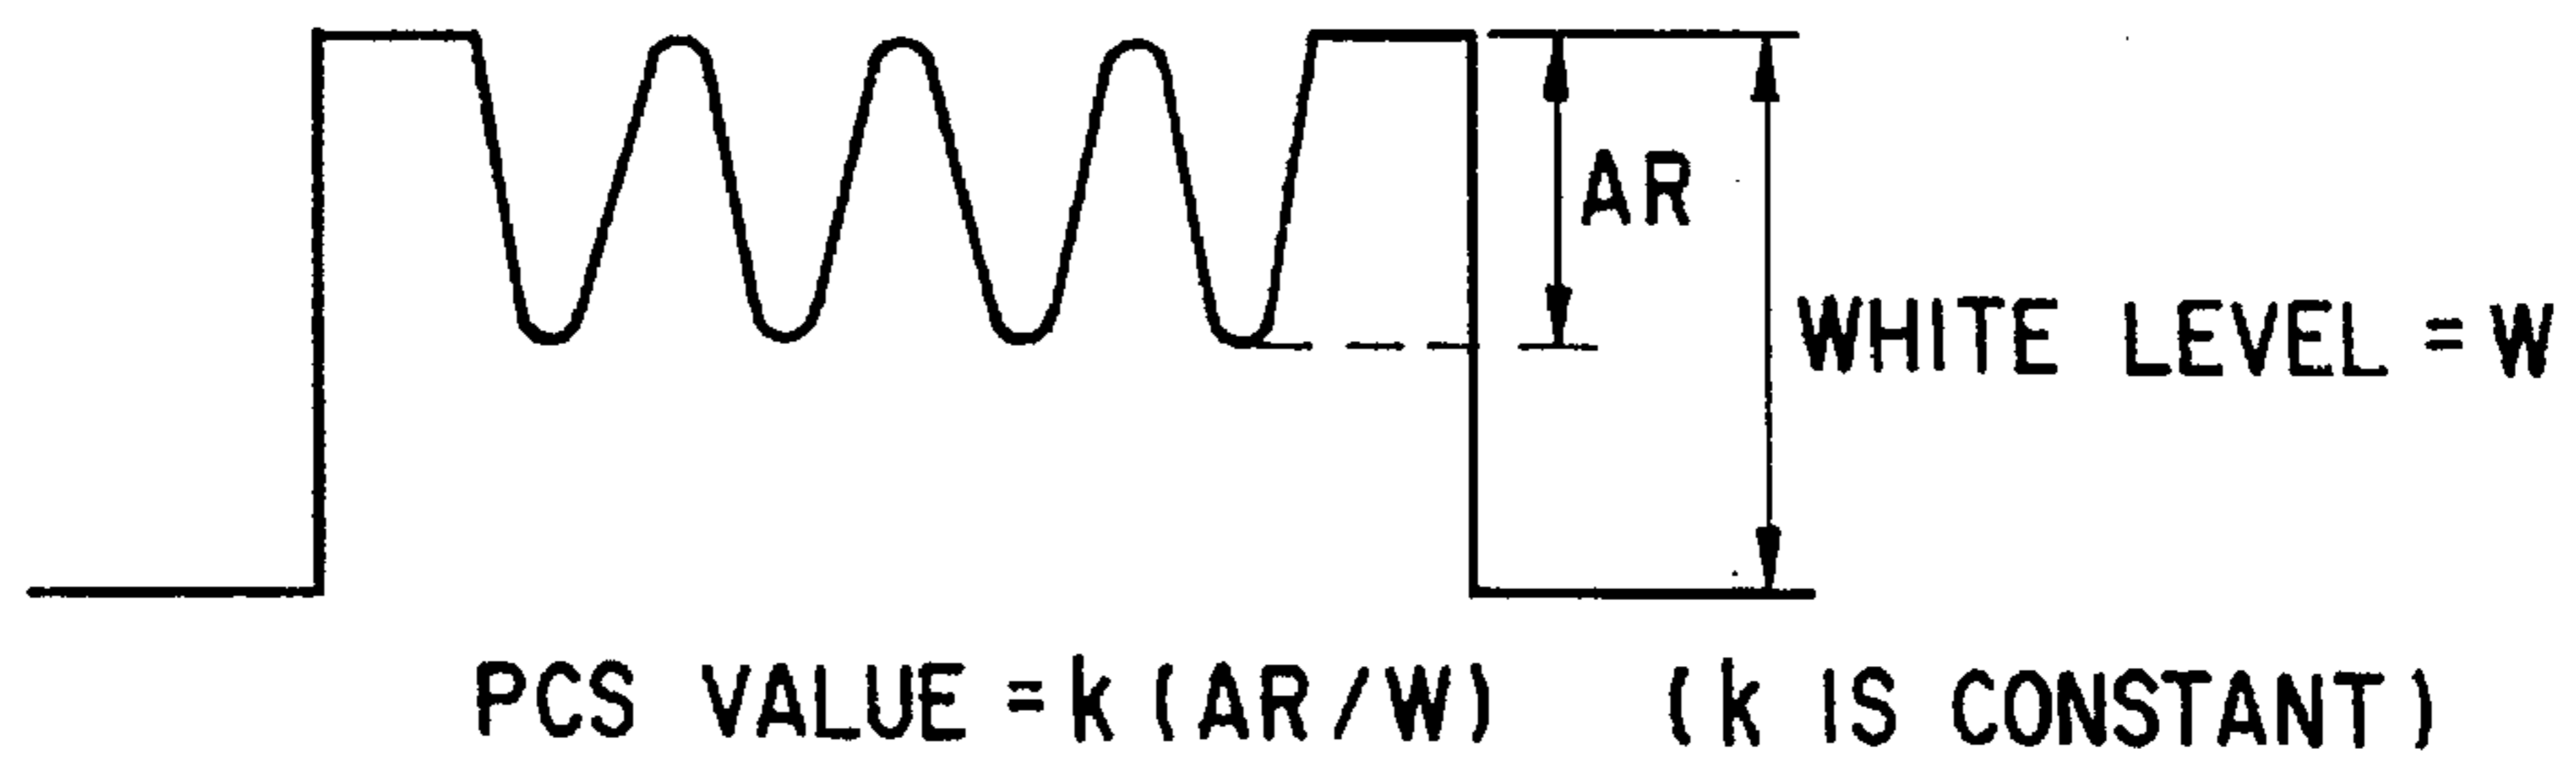 AR
WHITE LEVEL = W
PCS VALUE = k (AR/W) (k IS CONSTANT)